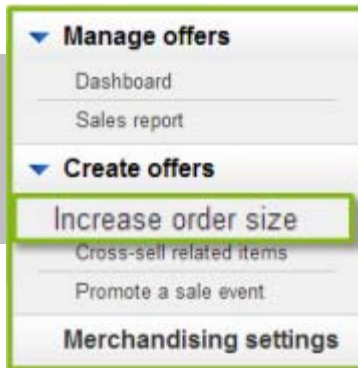 Manage offers
Dashboard
Sales report
Create offers
Increase order size
Cross-sell related items
Promote a sale event
Merchandising settings